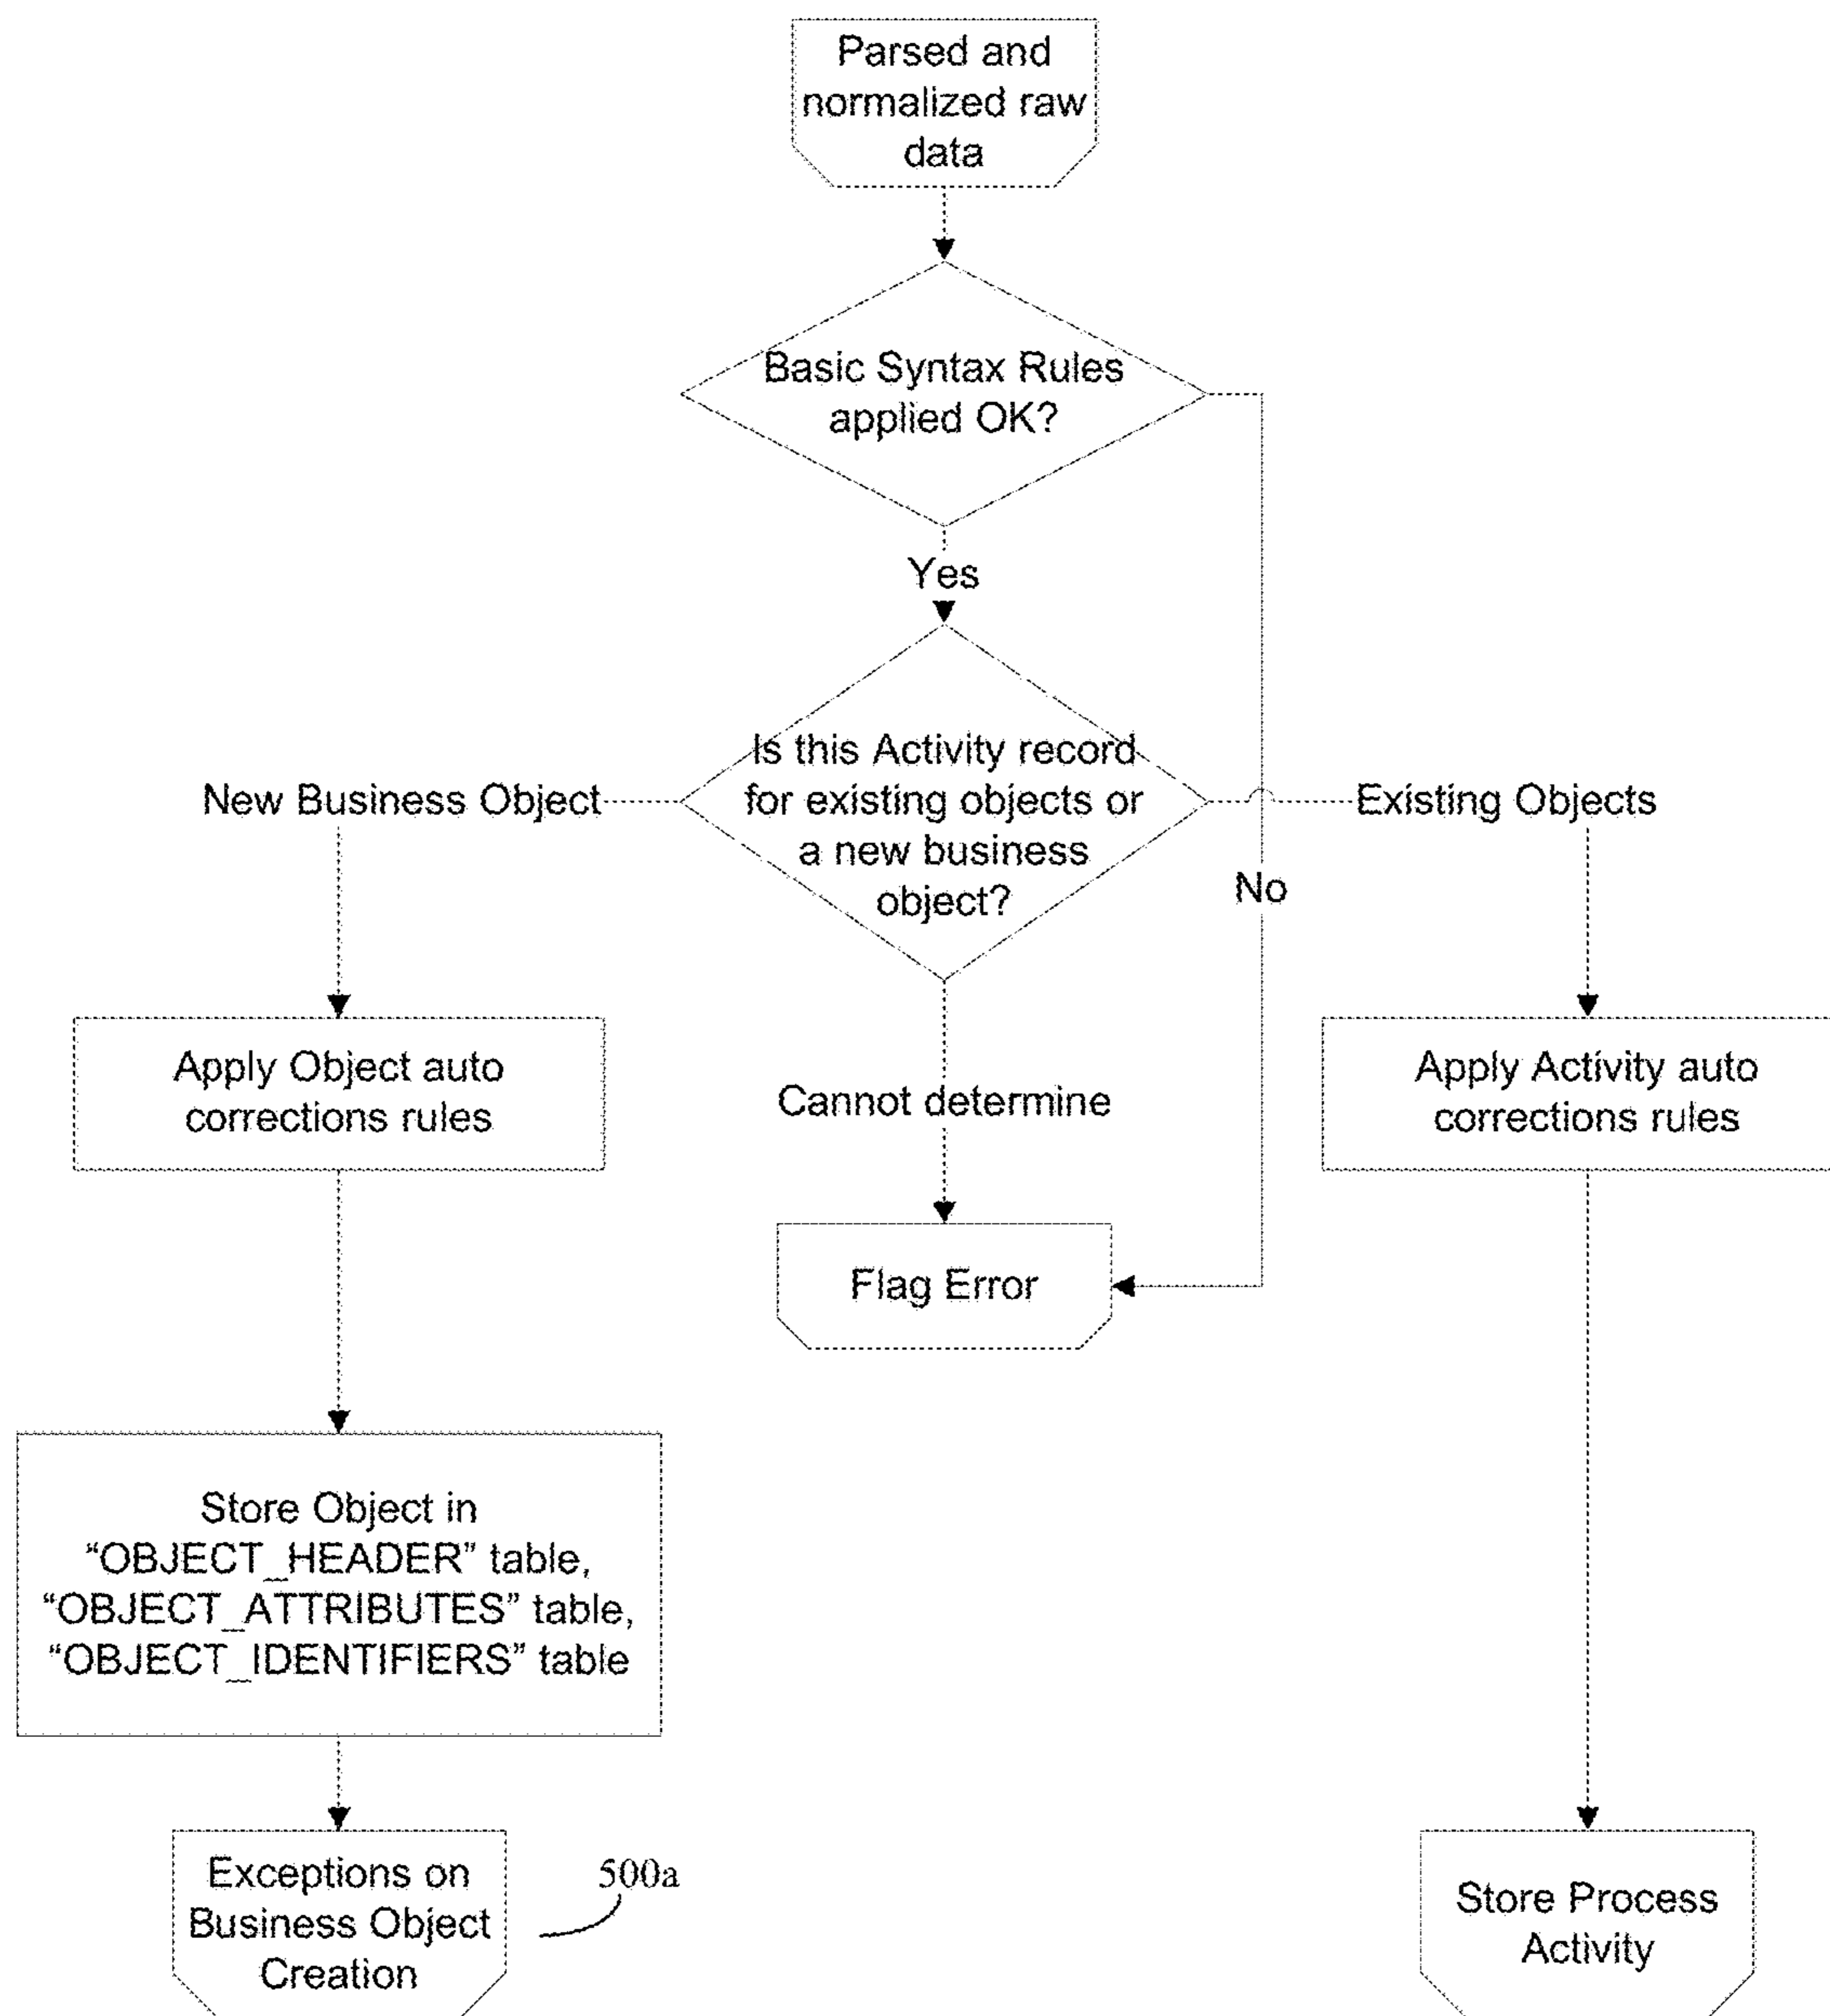 Parsed and
normalized raw
data
Basic Syntax Rules
applied OK?
Yes
Is this Activity record
for existing objects or
a new business
object?
New Business Object
Existing Objects
No
Apply Object auto
corrections rules
Cannot determine
Apply Activity auto
corrections rules
Flag Error
Store Object in
“OBJECT_HEADER” table,
“OBJECT_ATTRIBUTES” table,
“OBJECT_IDENTIFIERS” table
Exceptions on
Business Object
Creation
500a
Store Process
Activity